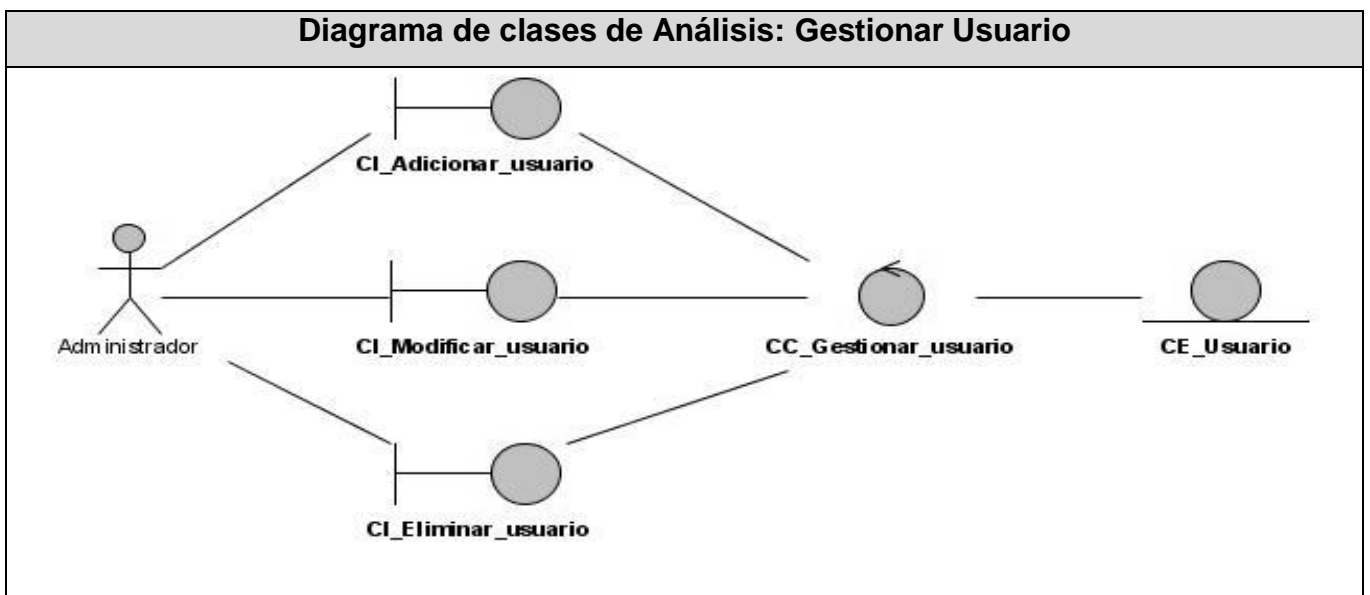 Diagrama de clases de Análisis: Gestionar Usuario
CI_Adicionar_usuario
Administrador
CI_Modificar_usuario
CC_Gestionar_usuario
CE_Usuario
CI_Eliminar_usuario